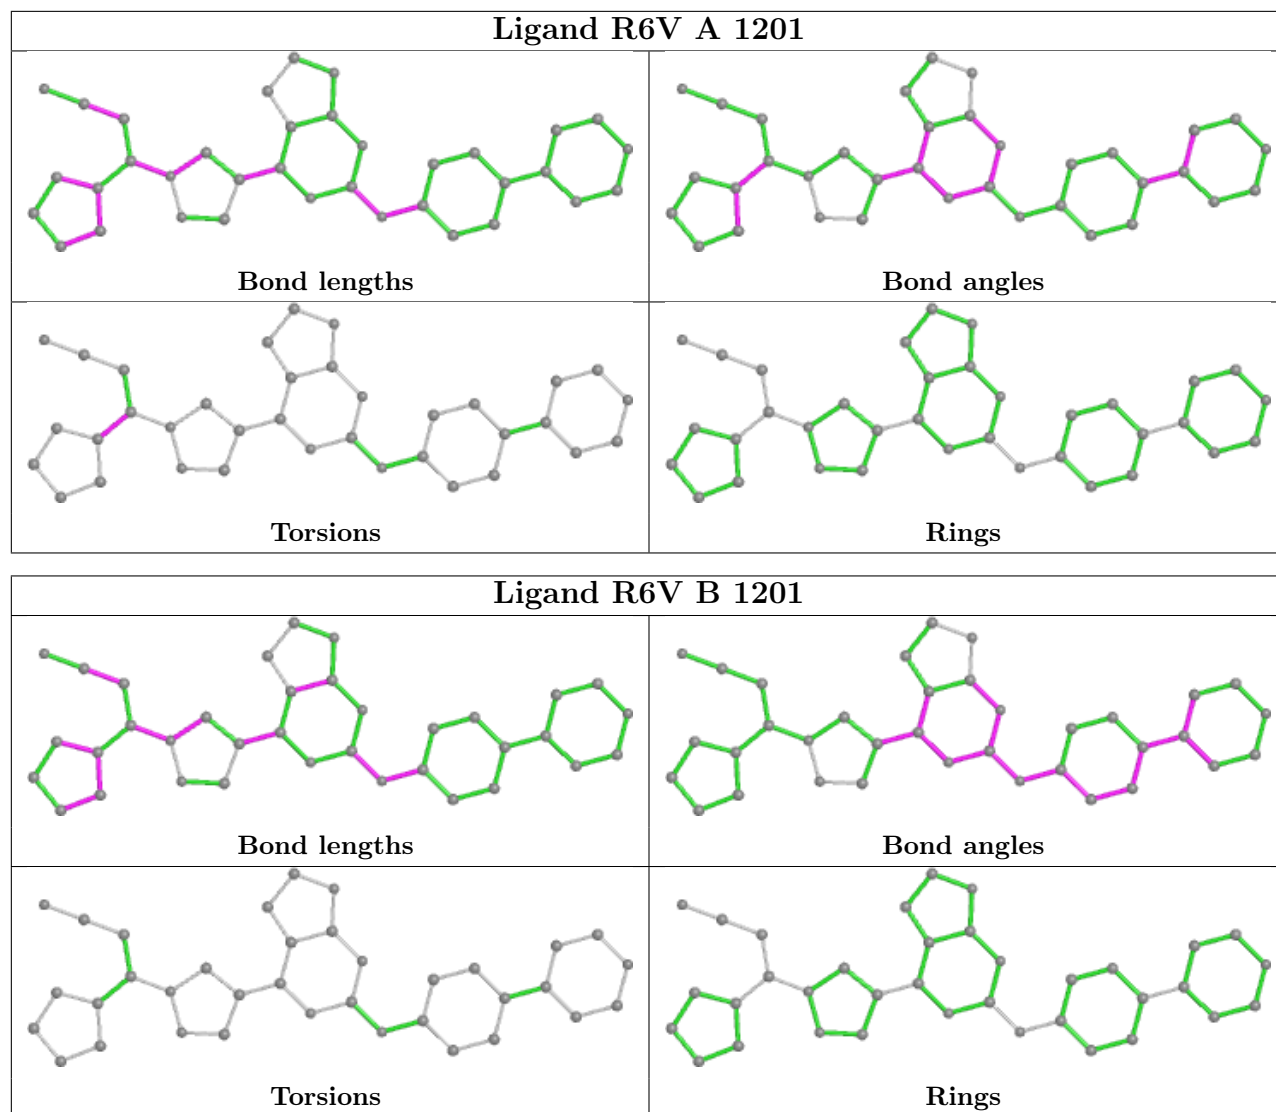 Ligand R6V A 1201
Bond lengths
Bond angles
Torsions
Rings
Ligand R6V B 1201
Bond lengths
Bond angles
Torsions
Rings